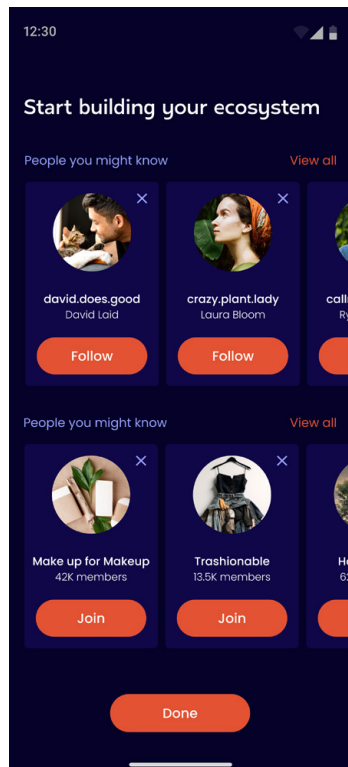 12:30
Start building your ecosystem
People you might know
View all
david.does.good
David Laid
Follow
crazy.plant.lady
Laura Bloom
Follow
People you might know
View all
Make up for Makeup
42K members
Join
Trashionable
13.5K members
Join
Done